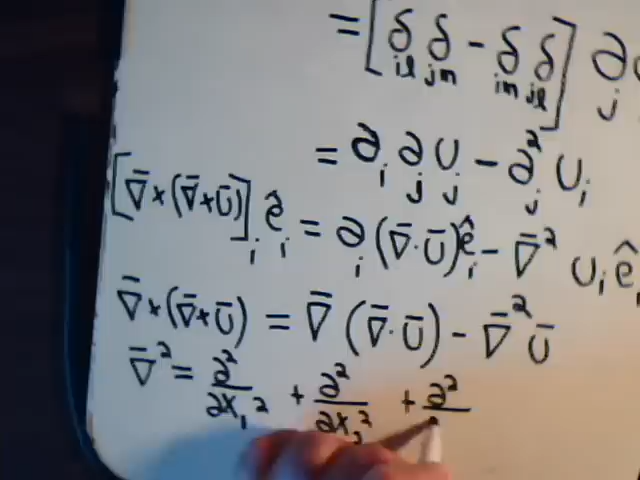 = [δ_il δ_jm - δ_im δ_jl] ∂_j
= ∂_i ∂_j U_j - ∂_j² U_i
[∇̄ × (∇̄ × Ū)]_i ê_i = ∂_i (∇̄ · Ū) ê_i - ∇̄² U_i ê_i
∇̄ × (∇̄ × Ū) = ∇̄ (∇̄ · Ū) - ∇̄² Ū
∇̄² = ∂²/∂x₁² + ∂²/∂x₂² + ∂²/